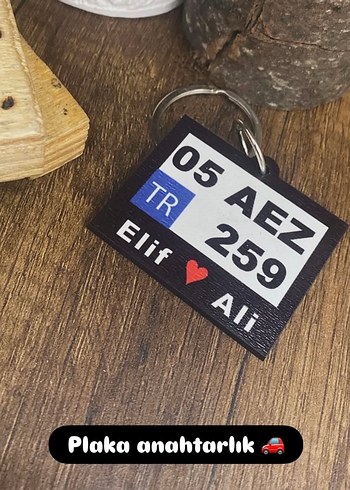 05 AEZ
TR 259
Elif ❤ Ali
Plaka anahtarlık 🚗